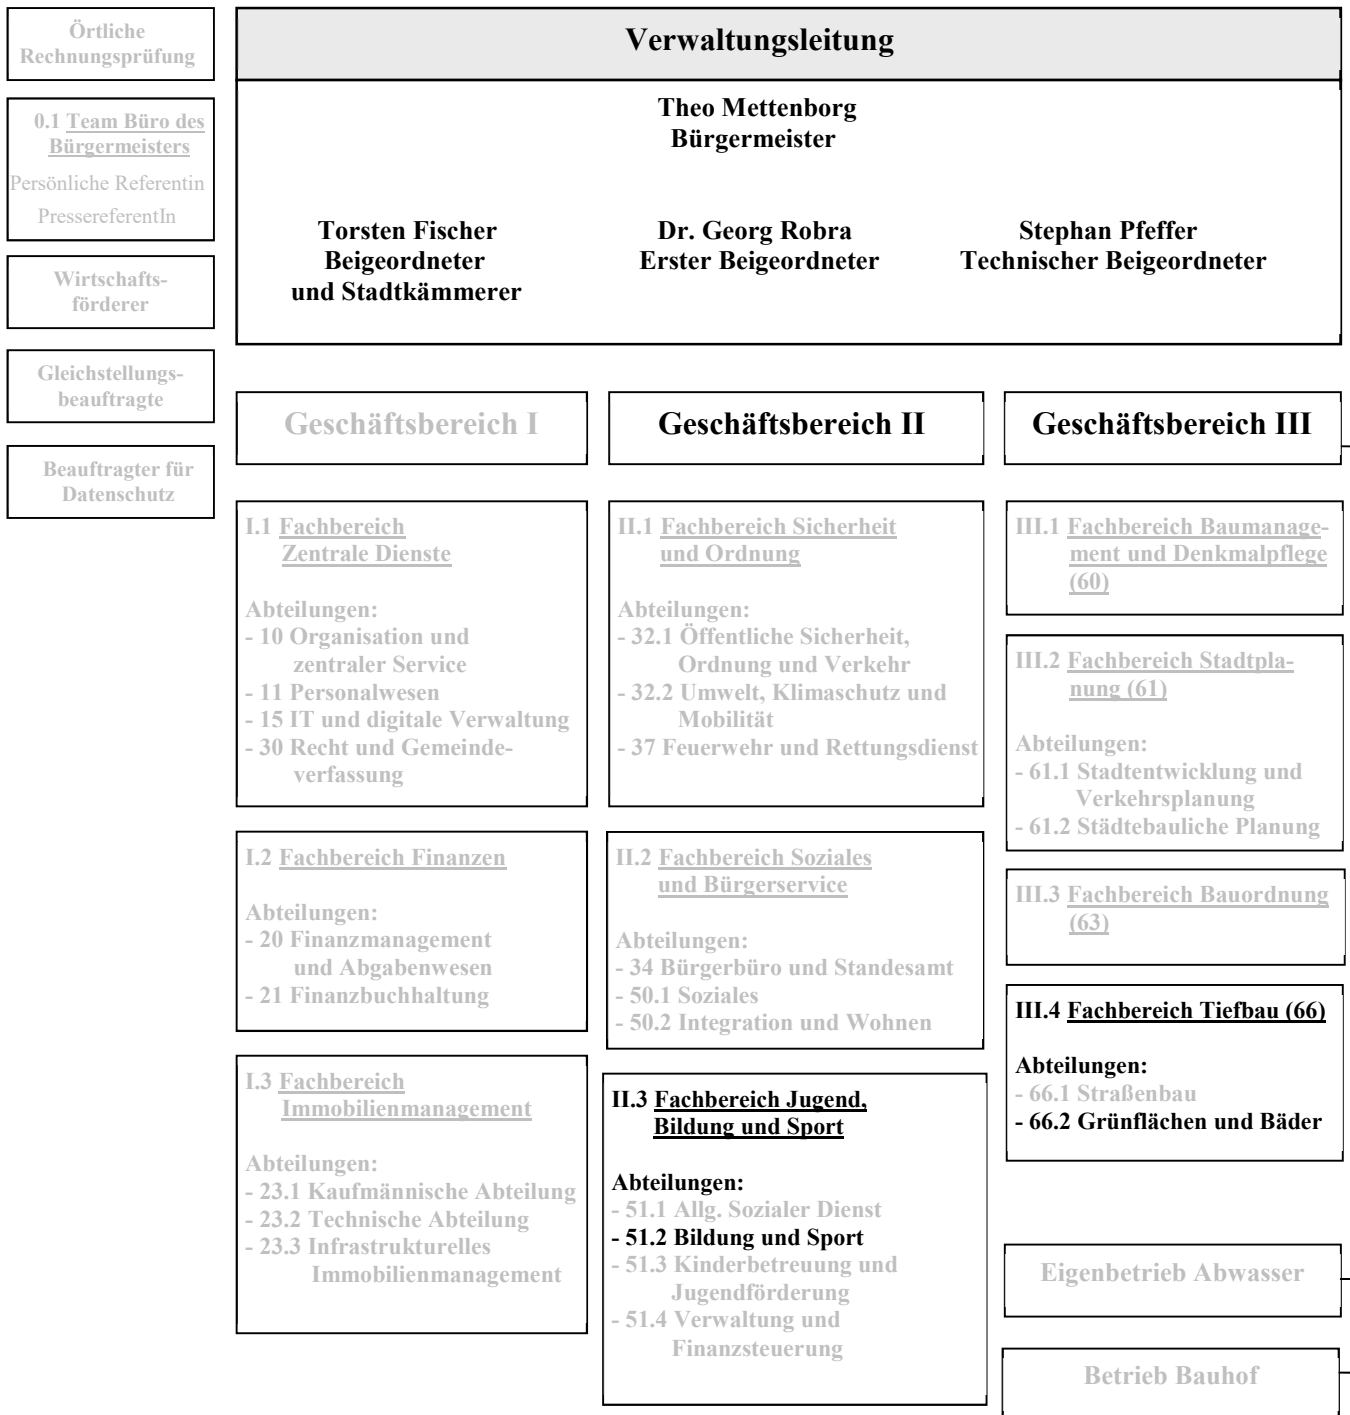 Örtliche
Rechnungsprüfung
0.1 Team Büro des
Bürgermeisters
Persönliche Referentin
PressereferentIn
Wirtschafts-
förderer
Gleichstellungs-
beauftragte
Beauftragter für
Datenschutz
Verwaltungsleitung
Theo Mettenborg
Bürgermeister
Torsten Fischer
Beigeordneter
und Stadtkämmerer
Dr. Georg Robra
Erster Beigeordneter
Stephan Pfeffer
Technischer Beigeordneter
Geschäftsbereich I
I.1 Fachbereich
Zentrale Dienste
Abteilungen:
- 10 Organisation und
zentraler Service
- 11 Personalwesen
- 15 IT und digitale Verwaltung
- 30 Recht und Gemeinde-
verfassung
I.2 Fachbereich Finanzen
Abteilungen:
- 20 Finanzmanagement
und Abgabenwesen
- 21 Finanzbuchhaltung
I.3 Fachbereich
Immobilienmanagement
Abteilungen:
- 23.1 Kaufmännische Abteilung
- 23.2 Technische Abteilung
- 23.3 Infrastrukturelles
Immobilienmanagement
Geschäftsbereich II
II.1 Fachbereich Sicherheit
und Ordnung
Abteilungen:
- 32.1 Öffentliche Sicherheit,
Ordnung und Verkehr
- 32.2 Umwelt, Klimaschutz und
Mobilität
- 37 Feuerwehr und Rettungsdienst
II.2 Fachbereich Soziales
und Bürgerservice
Abteilungen:
- 34 Bürgerbüro und Standesamt
- 50.1 Soziales
- 50.2 Integration und Wohnen
II.3 Fachbereich Jugend,
Bildung und Sport
Abteilungen:
- 51.1 Allg. Sozialer Dienst
- 51.2 Bildung und Sport
- 51.3 Kinderbetreuung und
Jugendförderung
- 51.4 Verwaltung und
Finanzsteuerung
Geschäftsbereich III
III.1 Fachbereich Baumanage-
ment und Denkmalpflege
(60)
III.2 Fachbereich Stadtpla-
nung (61)
Abteilungen:
- 61.1 Stadtentwicklung und
Verkehrsplanung
- 61.2 Städtebauliche Planung
III.3 Fachbereich Bauordnung
(63)
III.4 Fachbereich Tiefbau (66)
Abteilungen:
- 66.1 Straßenbau
- 66.2 Grünflächen und Bäder
Eigenbetrieb Abwasser
Betrieb Bauhof